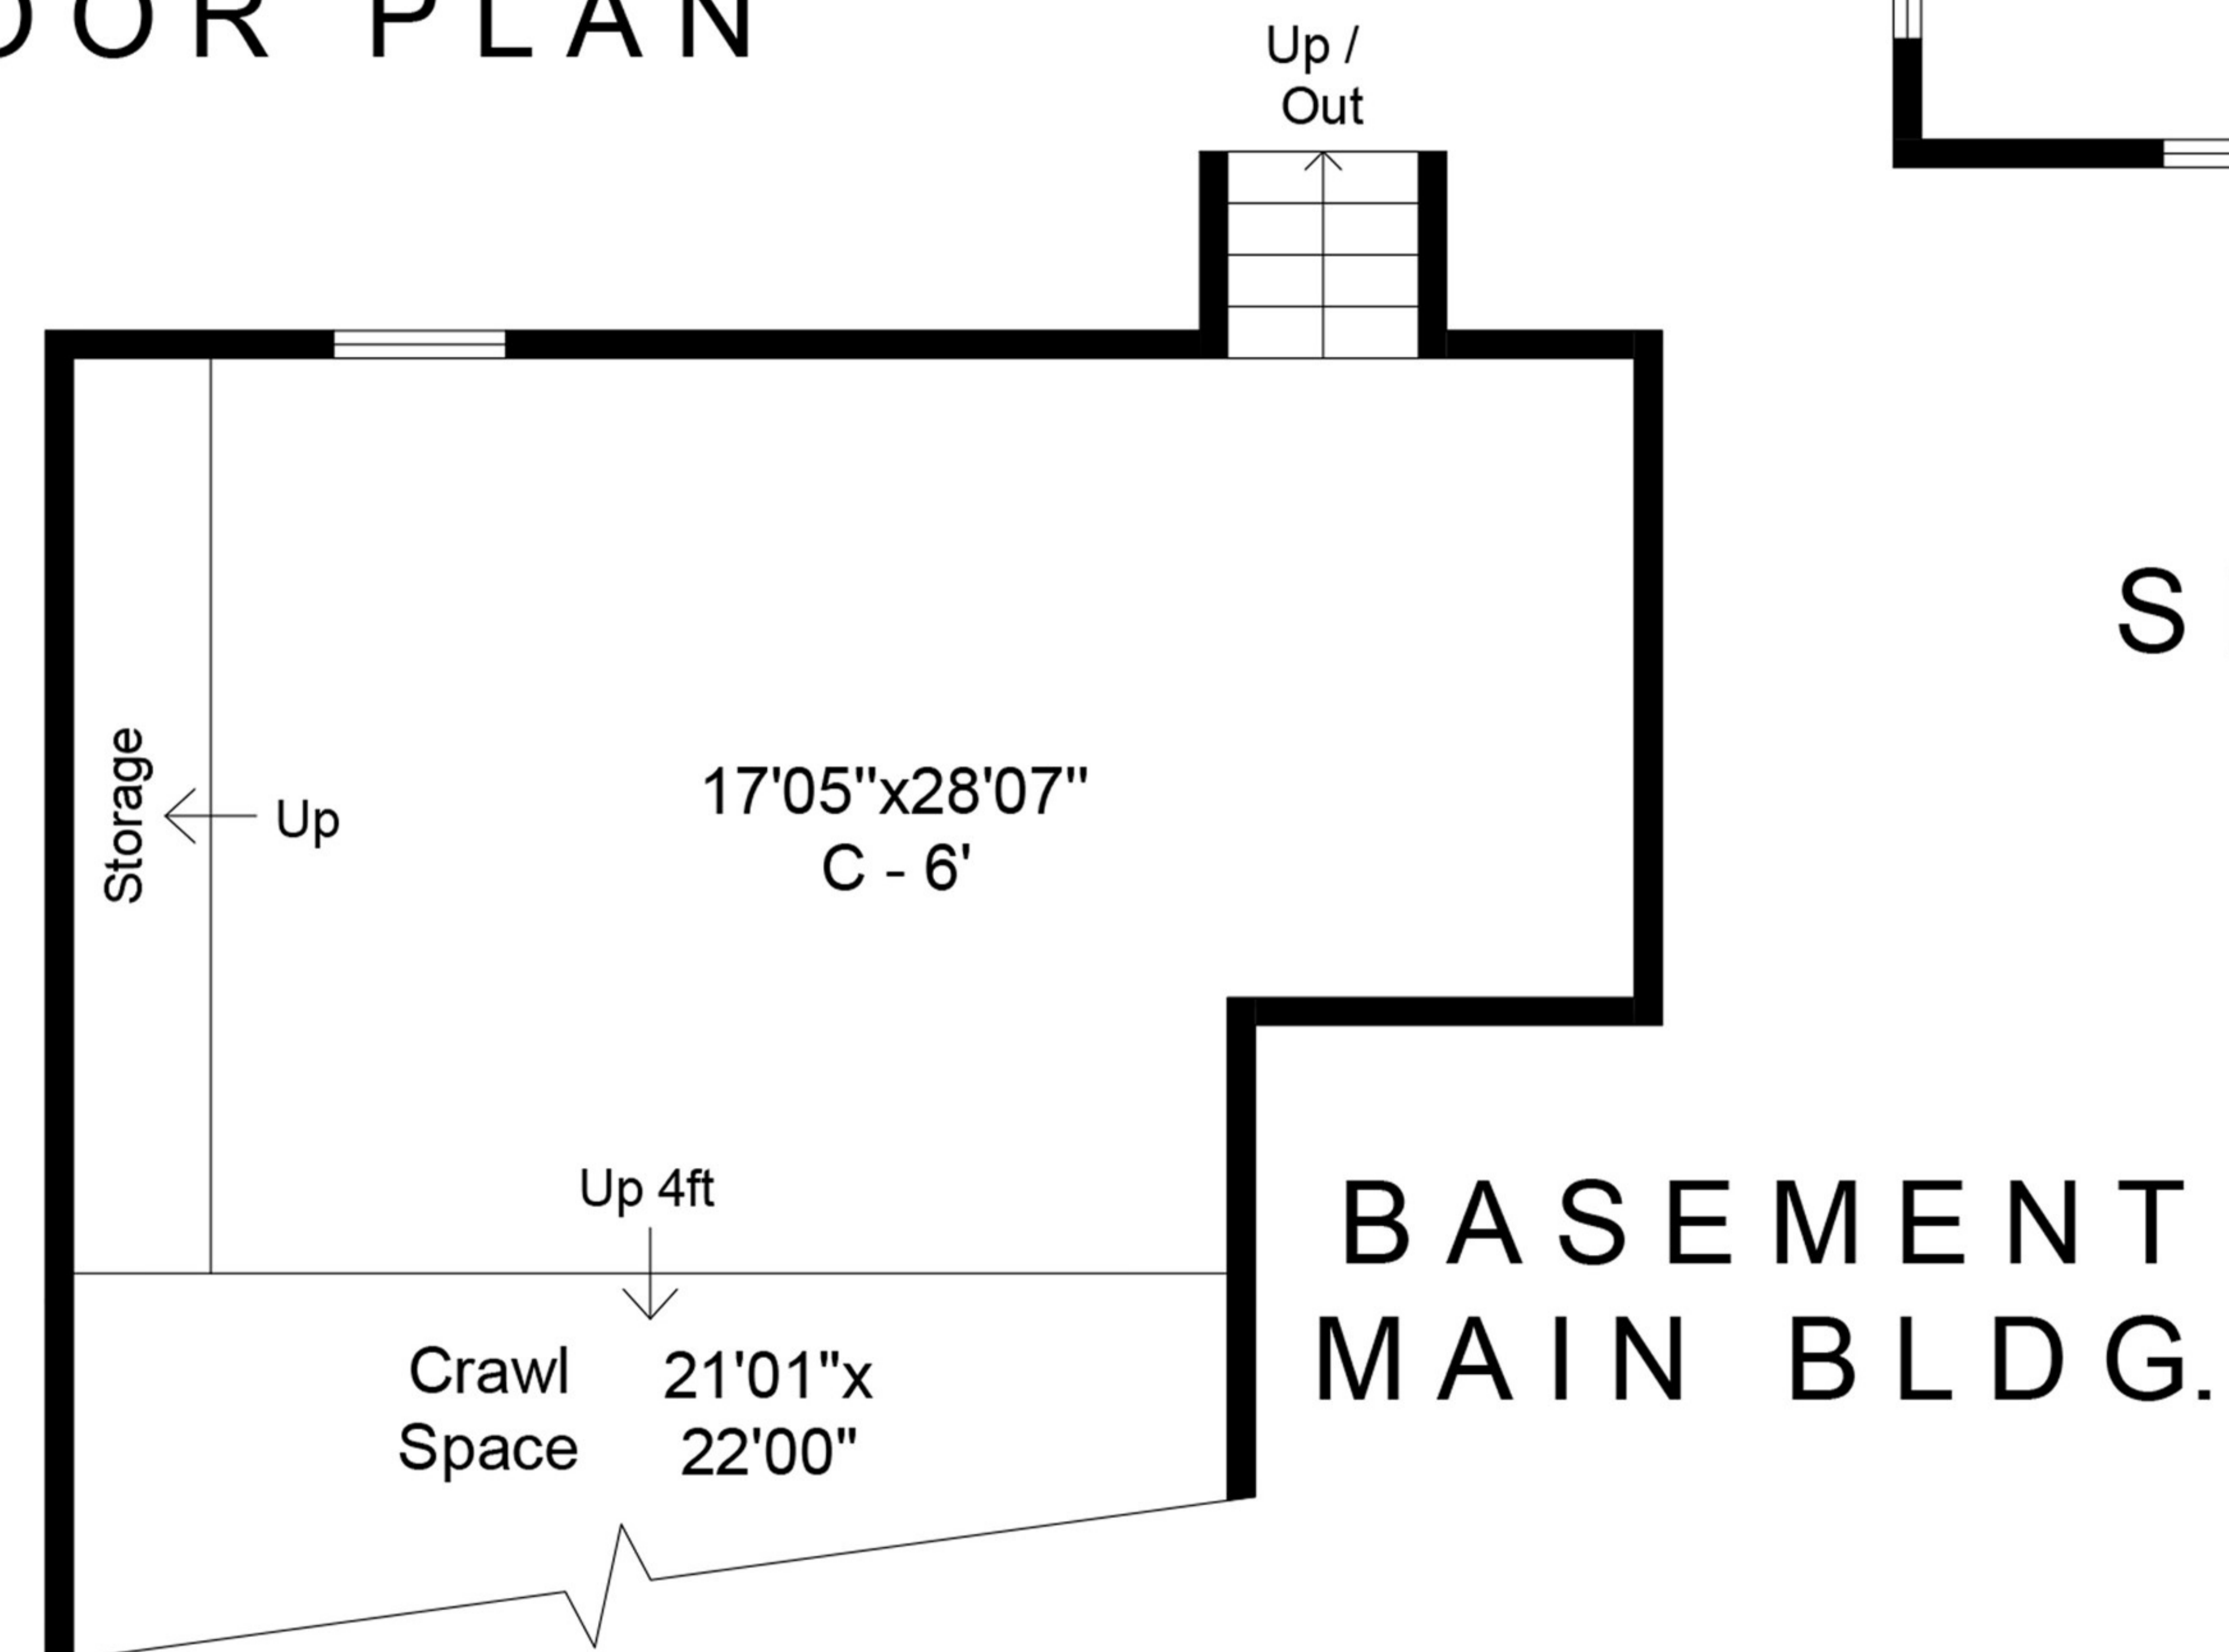 PLAN
Up /
Out
Storage
Up
17'05"x28'07"
C - 6'
Up 4ft
Crawl
Space
21'01"x
22'00"
BASEMENT
MAIN BLDG.